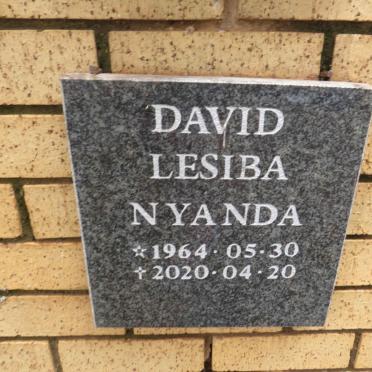 DAVID
LESIBA
NYANDA
☆ 1964 · 05 · 30
✝ 2020 · 04 · 20